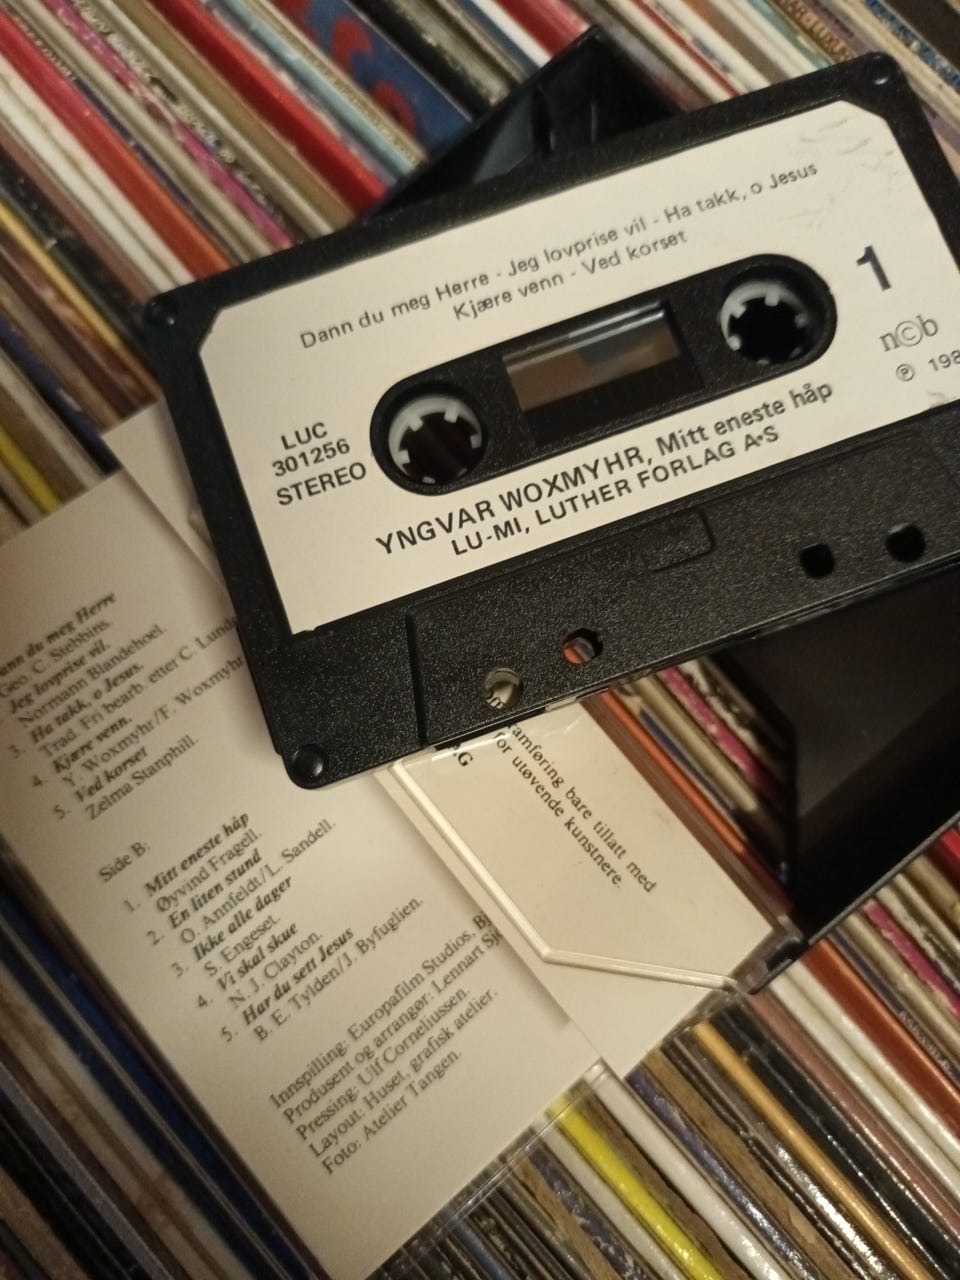 Dann du meg Herre - Jeg lovprise vil - Ha takk, o Jesus
Kjære venn - Ved korset
1
n©b
Ⓟ 198
LUC
301256
STEREO
YNGVAR WOXMYHR, Mitt eneste håp
LU-MI, LUTHER FORLAG A•S
du meg Herre
Geo. C. Stebbins.
Jeg lovprise vil.
Normann Blandehoel.
3. Ha takk, o Jesus.
Trad. Fri bearb. etter C.
4. Kjære venn.
Y. Woxmyhr/F. Woxmyhr
5. Ved korset
Zelma Stanphill.
Side B:
1. Mitt eneste håp
Øyvind Fragell.
2. En liten stund
O. Annfeldt/L. Sandell.
3. Ikke alle dager
S. Engeset.
4. Vi skal skue
N. J. Clayton.
5. Har du sett Jesus
B. E. Tylden/J. Byfuglien.
Innspilling: Europafilm Studios,
Produsent og arrangør: Lennart
Pressing: Ulf Corneliussen.
Layout: Huset, grafisk atelier.
Foto: Atelier Tangen.
bare tillatt med
for utøvende kunstnere.